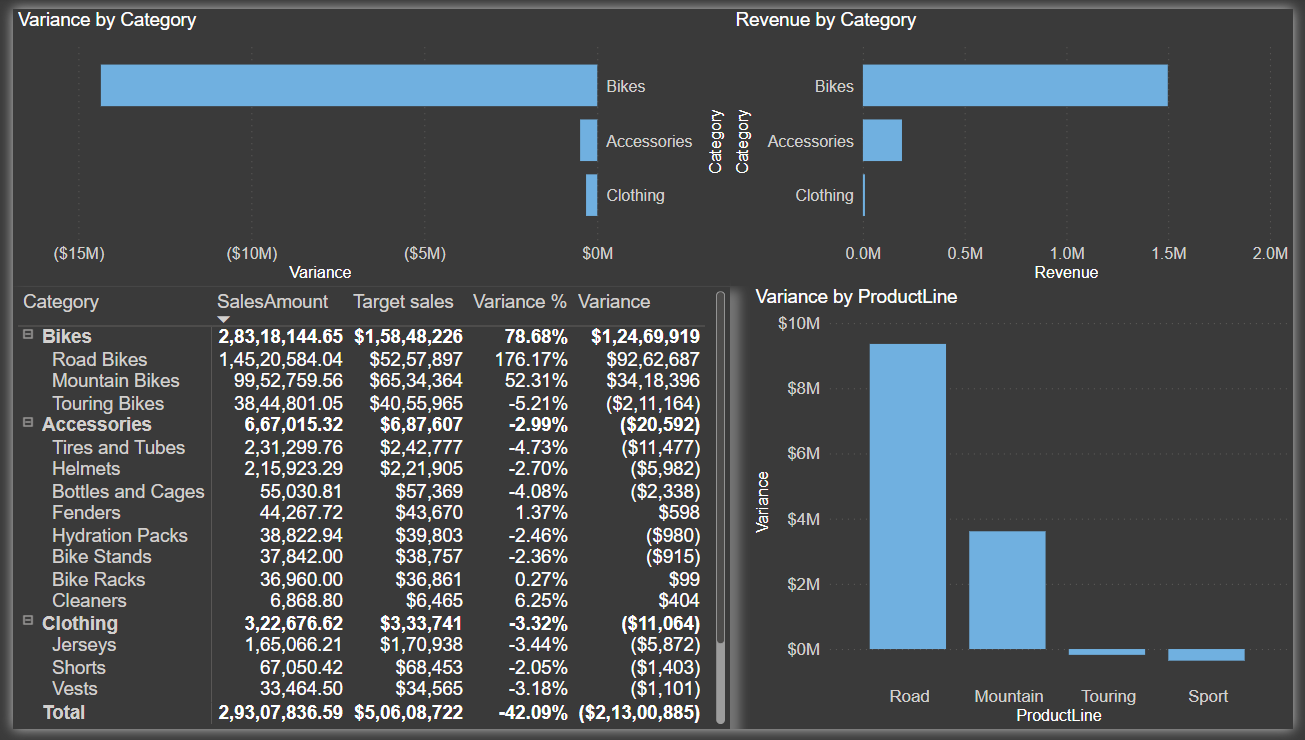 Variance by Category
Bikes
Accessories
Clothing
Category
($15M) ($10M) ($5M) $0M
Variance
Revenue by Category
Category
Bikes
Accessories
Clothing
0.0M 0.5M 1.0M 1.5M 2.0M
Revenue
Category SalesAmount Target sales Variance % Variance
Bikes 2,83,18,144.65 $1,58,48,226 78.68% $1,24,69,919
Road Bikes 1,45,20,584.04 $52,57,897 176.17% $92,62,687
Mountain Bikes 99,52,759.56 $65,34,364 52.31% $34,18,396
Touring Bikes 38,44,801.05 $40,55,965 -5.21% ($2,11,164)
Accessories 6,67,015.32 $6,87,607 -2.99% ($20,592)
Tires and Tubes 2,31,299.76 $2,42,777 -4.73% ($11,477)
Helmets 2,15,923.29 $2,21,905 -2.70% ($5,982)
Bottles and Cages 55,030.81 $57,369 -4.08% ($2,338)
Fenders 44,267.72 $43,670 1.37% $598
Hydration Packs 38,822.94 $39,803 -2.46% ($980)
Bike Stands 37,842.00 $38,757 -2.36% ($915)
Bike Racks 36,960.00 $36,861 0.27% $99
Cleaners 6,868.80 $6,465 6.25% $404
Clothing 3,22,676.62 $3,33,741 -3.32% ($11,064)
Jerseys 1,65,066.21 $1,70,938 -3.44% ($5,872)
Shorts 67,050.42 $68,453 -2.05% ($1,403)
Vests 33,464.50 $34,565 -3.18% ($1,101)
Total 2,93,07,836.59 $5,06,08,722 -42.09% ($2,13,00,885)
Variance by ProductLine
$10M
$8M
$6M
$4M
$2M
$0M
Variance
Road Mountain Touring Sport
ProductLine